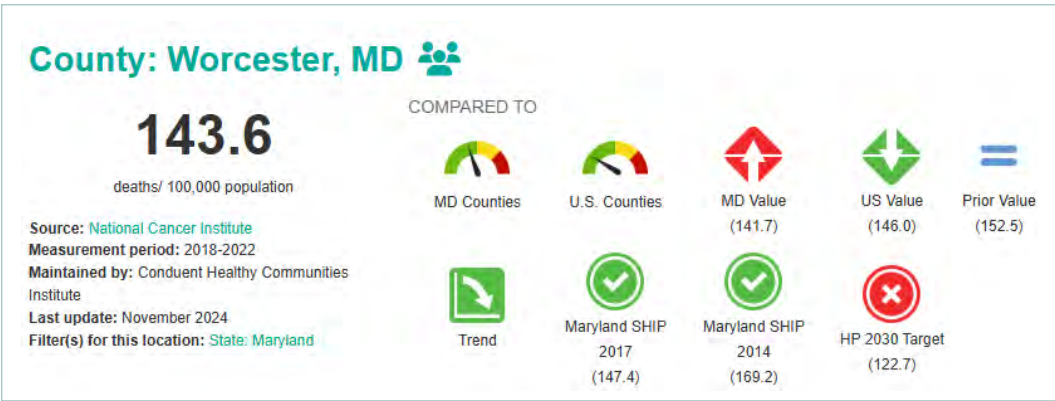 County: Worcester, MD
143.6
deaths/ 100,000 population
Source: National Cancer Institute
Measurement period: 2018-2022
Maintained by: Conduent Healthy Communities
Institute
Last update: November 2024
Filter(s) for this location: State: Maryland
COMPARED TO
MD Counties
U.S. Counties
MD Value
(141.7)
US Value
(146.0)
Prior Value
(152.5)
Trend
Maryland SHIP
2017
(147.4)
Maryland SHIP
2014
(169.2)
HP 2030 Target
(122.7)